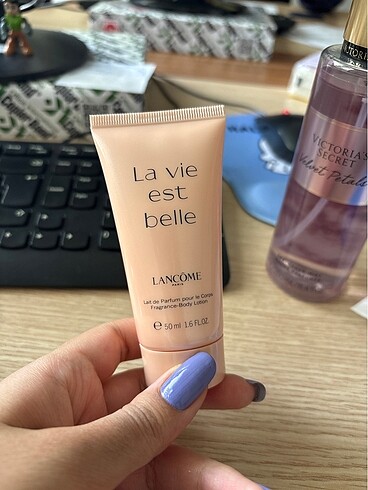 La vie
est
belle
LANCÔME
PARIS
Lait de Parfum pour le Corps
Fragrance-Body Lotion
e 50 ml 1.6 FL.OZ
VICTORIA'S
SECRET
Velvet Petals